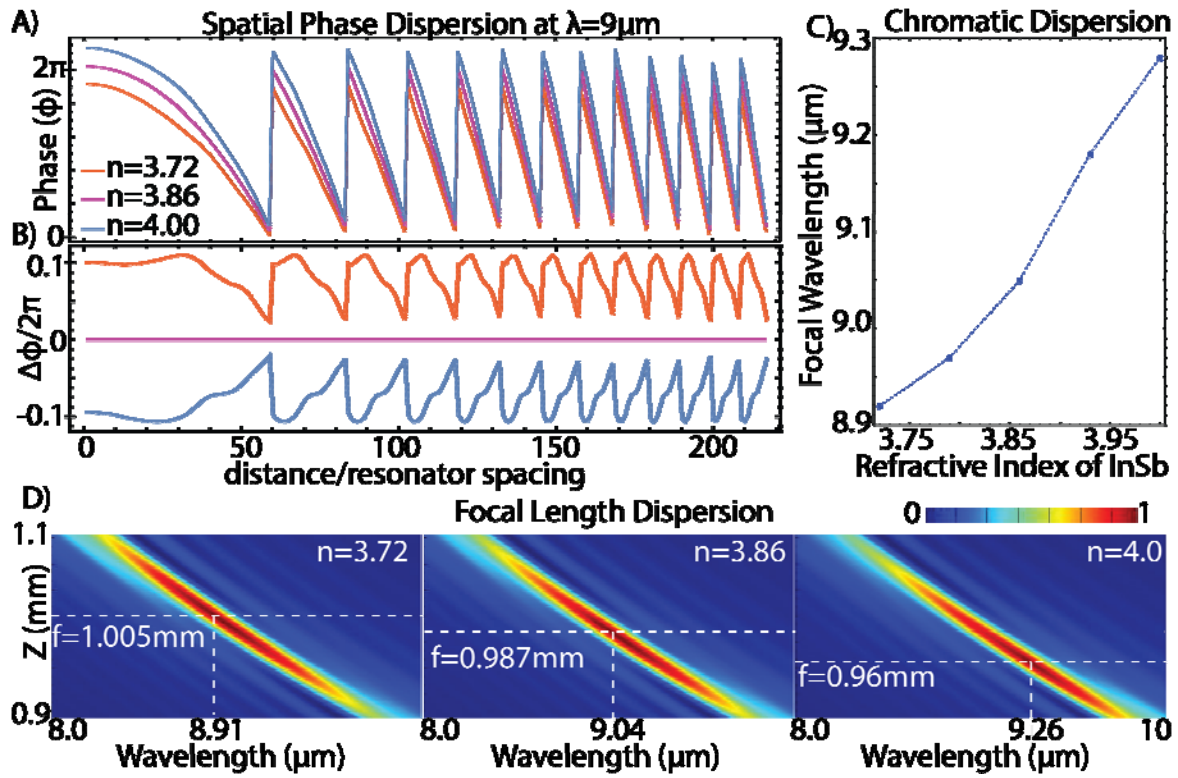 A) Spatial Phase Dispersion at λ=9μm
2π
0
Phase (ϕ)
n=3.72
n=3.86
n=4.00
B)
0.1
0
-0.1
Δϕ/2π
0 50 100 150 200
distance/resonator spacing
C) Chromatic Dispersion
9.3
9.2
9.1
9.0
8.9
Focal Wavelength (μm)
3.75 3.85 3.95
Refractive Index of InSb
D) Focal Length Dispersion
0 1
1.1
0.9
Z (mm)
n=3.72
f=1.005mm
8.0 8.91
Wavelength (μm)
n=3.86
f=0.987mm
8.0 9.04
Wavelength (μm)
n=4.0
f=0.96mm
8.0 9.26 10
Wavelength (μm)